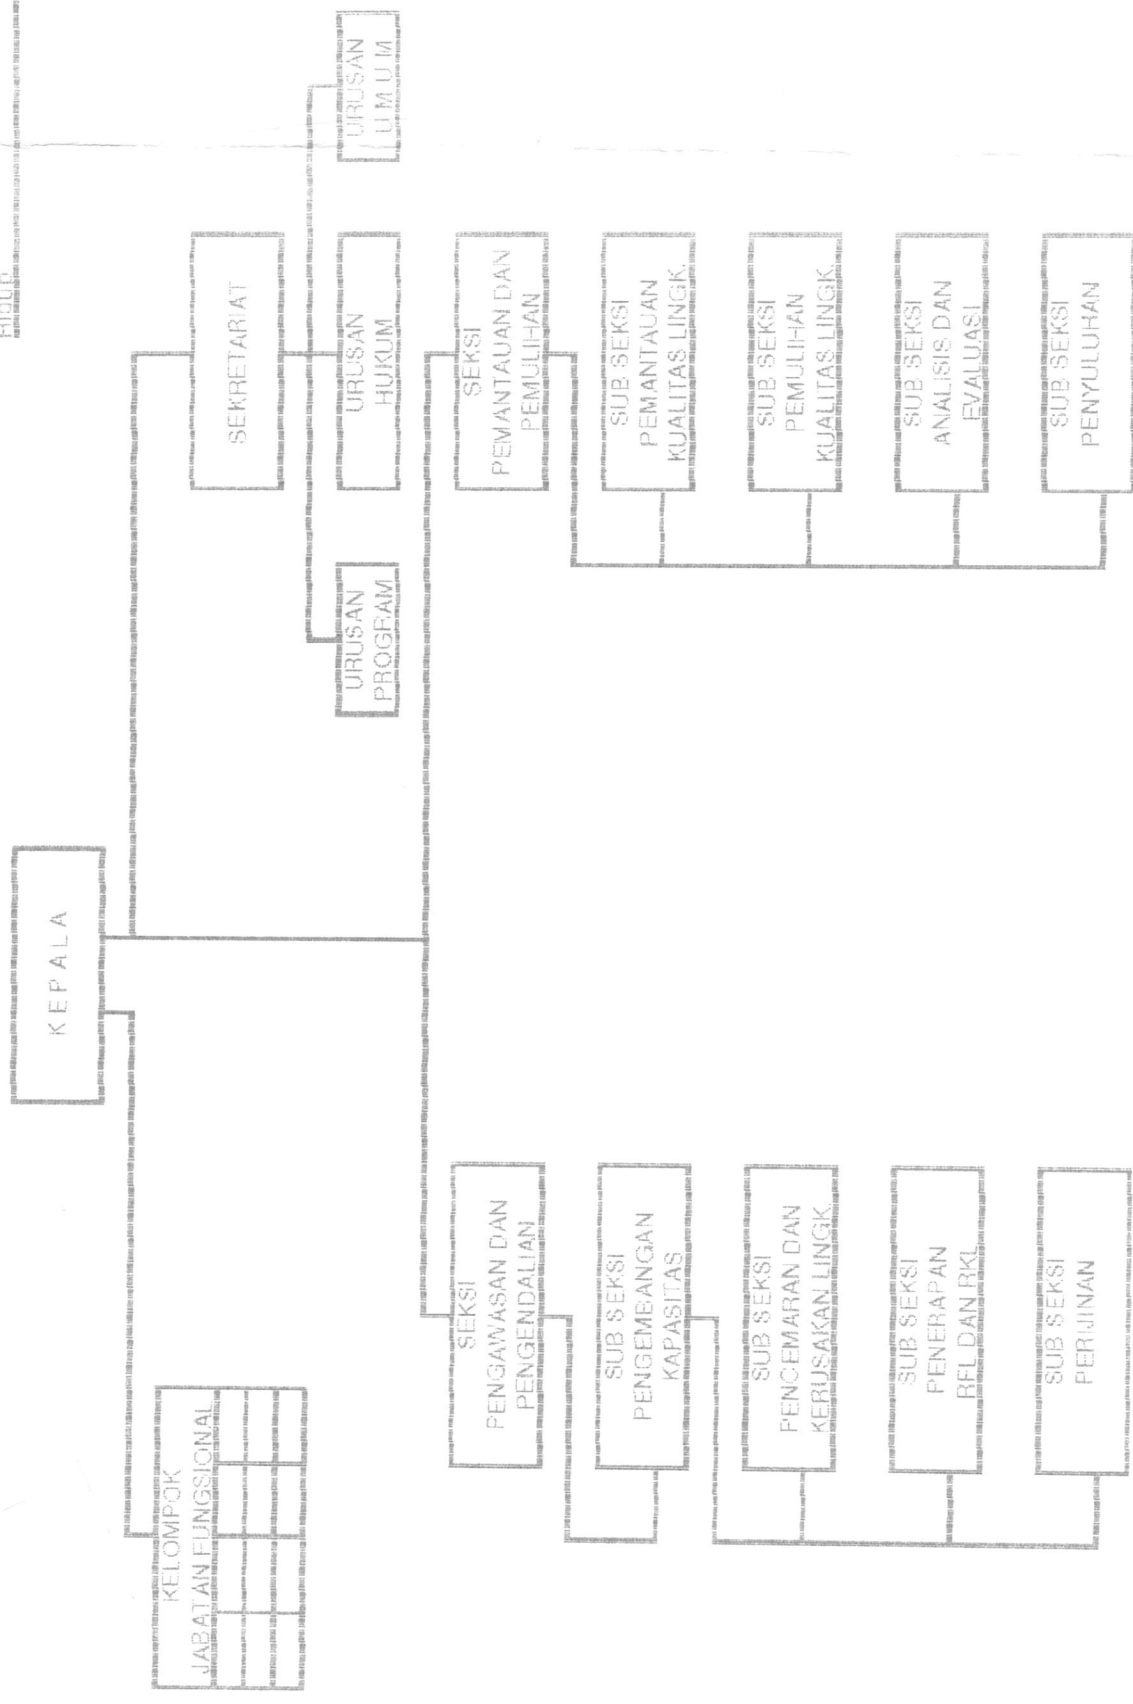 Hidup
KEPALA
KELOMPOK
JABATAN FUNGSIONAL
SEKRETARIAT
URUSAN
PROGRAM
URUSAN
HUKUM
URUSAN
UMUM
SEKSI
PENGAWASAN DAN
PENGENDALIAN
SEKSI
PEMANTAUAN DAN
PEMULIHAN
SUB SEKSI
PENGEMBANGAN
KAPASITAS
SUB SEKSI
PEMANTAUAN
KUALITAS LINGK.
SUB SEKSI
PENCEMARAN DAN
KERUSAKAN LINGK.
SUB SEKSI
PEMULIHAN
KUALITAS LINGK.
SUB SEKSI
PENERAPAN
RPL DAN RKL
SUB SEKSI
ANALISIS DAN
EVALUASI
SUB SEKSI
PERIJINAN
SUB SEKSI
PENYULUHAN